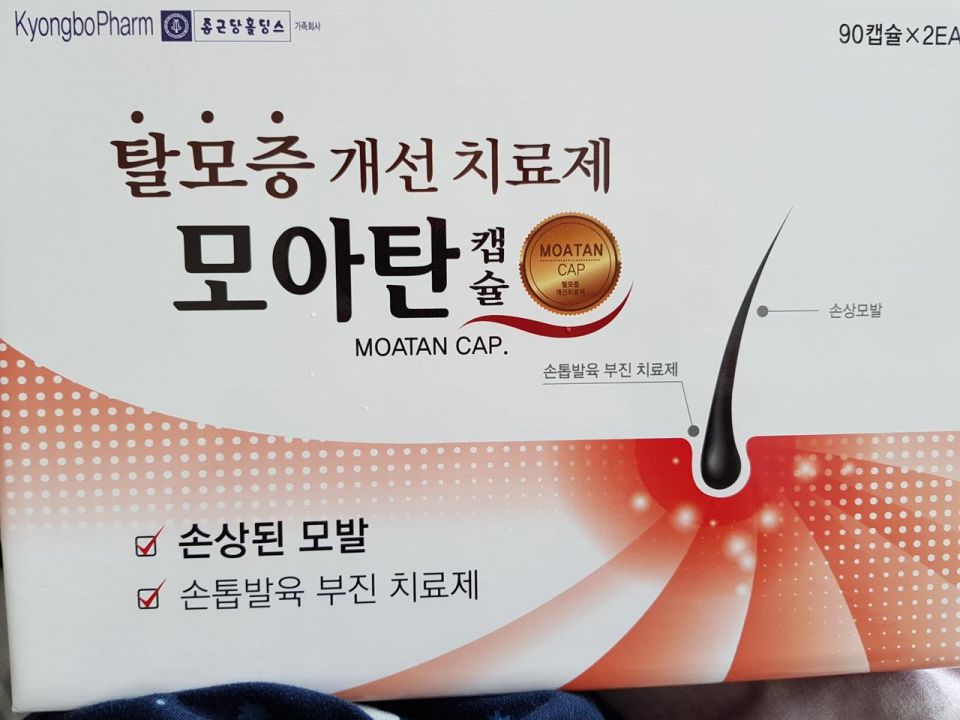 KyongboPharm 종근당홀딩스 가족회사
90캡슐×2EA
탈모증 개선 치료제
모아탄 캡슐
MOATAN CAP.
MOATAN
CAP
탈모증
개선치료제
손상모발
손톱발육 부진 치료제
손상된 모발
손톱발육 부진 치료제